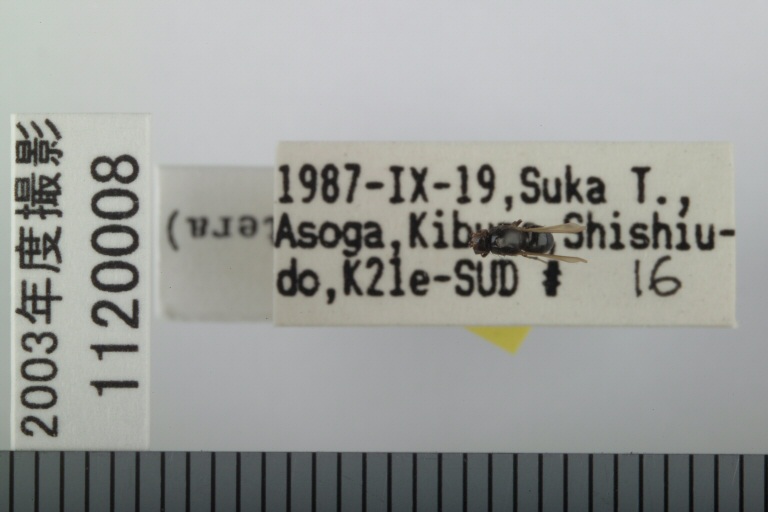 2003年度撮影
1120008
tera)
1987-IX-19,Suka T.,
Asoga, Shishiu-
do,K21e-SUD # 16